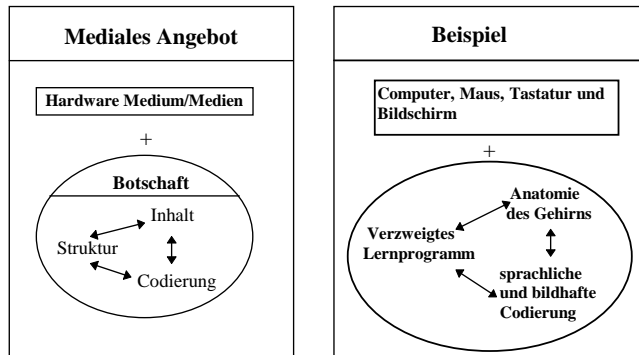 Mediales Angebot
Hardware Medium/Medien
+
Botschaft
Inhalt
Struktur
Codierung
Beispiel
Computer, Maus, Tastatur und
Bildschirm
+
Anatomie
des Gehirns
Verzweigtes
Lernprogramm
sprachliche
und bildhafte
Codierung